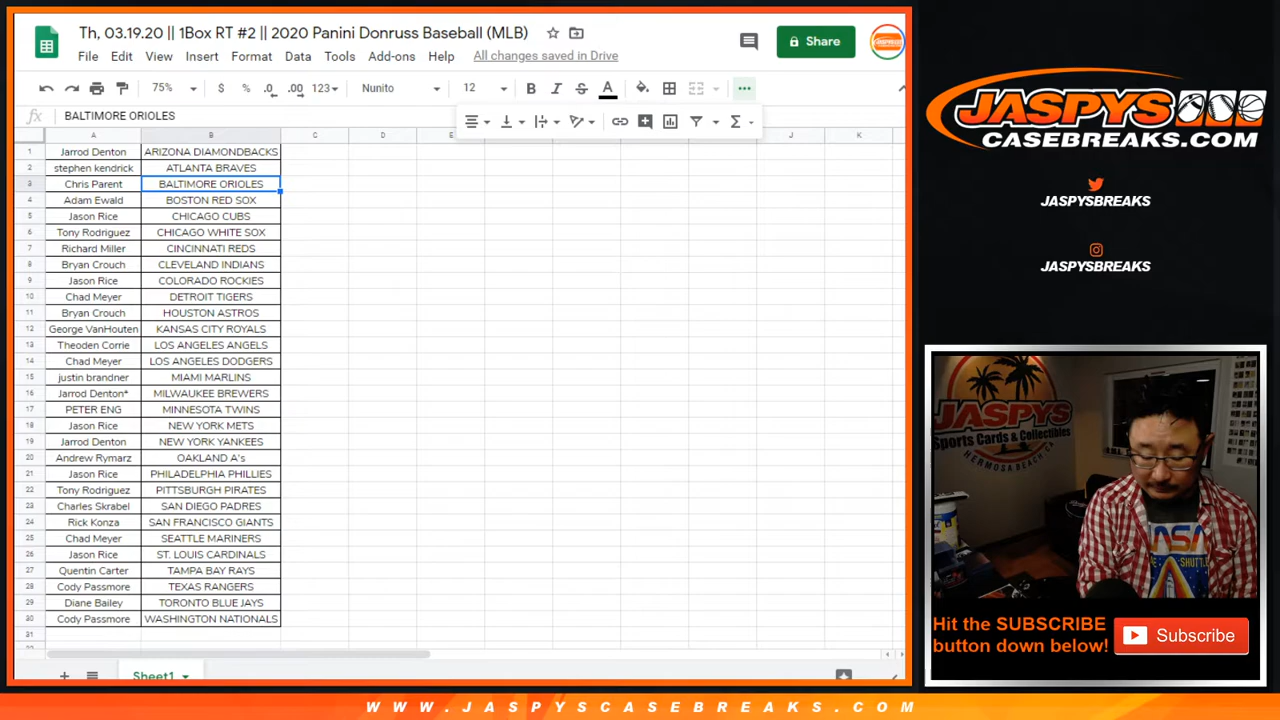 Th, 03.19.20 || 1Box RT #2 || 2020 Panini Donruss Baseball (MLB)
File Edit View Insert Format Data Tools Add-ons Help All changes saved in Drive
Share
75% $ % .0 .00 123 Nunito 12 B I S A
fx BALTIMORE ORIOLES
A B C D E J K
1 Jarrod Denton ARIZONA DIAMONDBACKS
2 stephen kendrick ATLANTA BRAVES
3 Chris Parent BALTIMORE ORIOLES
4 Adam Ewald BOSTON RED SOX
5 Jason Rice CHICAGO CUBS
6 Tony Rodriguez CHICAGO WHITE SOX
7 Richard Miller CINCINNATI REDS
8 Bryan Crouch CLEVELAND INDIANS
9 Jason Rice COLORADO ROCKIES
10 Chad Meyer DETROIT TIGERS
11 Bryan Crouch HOUSTON ASTROS
12 George VanHouten KANSAS CITY ROYALS
13 Theoden Corrie LOS ANGELES ANGELS
14 Chad Meyer LOS ANGELES DODGERS
15 justin brandner MIAMI MARLINS
16 Jarrod Denton* MILWAUKEE BREWERS
17 PETER ENG MINNESOTA TWINS
18 Jason Rice NEW YORK METS
19 Jarrod Denton NEW YORK YANKEES
20 Andrew Rymarz OAKLAND A's
21 Jason Rice PHILADELPHIA PHILLIES
22 Tony Rodriguez PITTSBURGH PIRATES
23 Charles Skrabel SAN DIEGO PADRES
24 Rick Konza SAN FRANCISCO GIANTS
25 Chad Meyer SEATTLE MARINERS
26 Jason Rice ST. LOUIS CARDINALS
27 Quentin Carter TAMPA BAY RAYS
28 Cody Passmore TEXAS RANGERS
29 Diane Bailey TORONTO BLUE JAYS
30 Cody Passmore WASHINGTON NATIONALS
31
Sheet1
JASPYS
CASEBREAKS.COM
JASPYSBREAKS
JASPYSBREAKS
JASPYS
Sports Cards & Collectibles
HERMOSA BEACH, CA
NASA
SHUTTLE
Hit the SUBSCRIBE
button down below!
Subscribe
WWW.JASPYSCASEBREAKS.COM